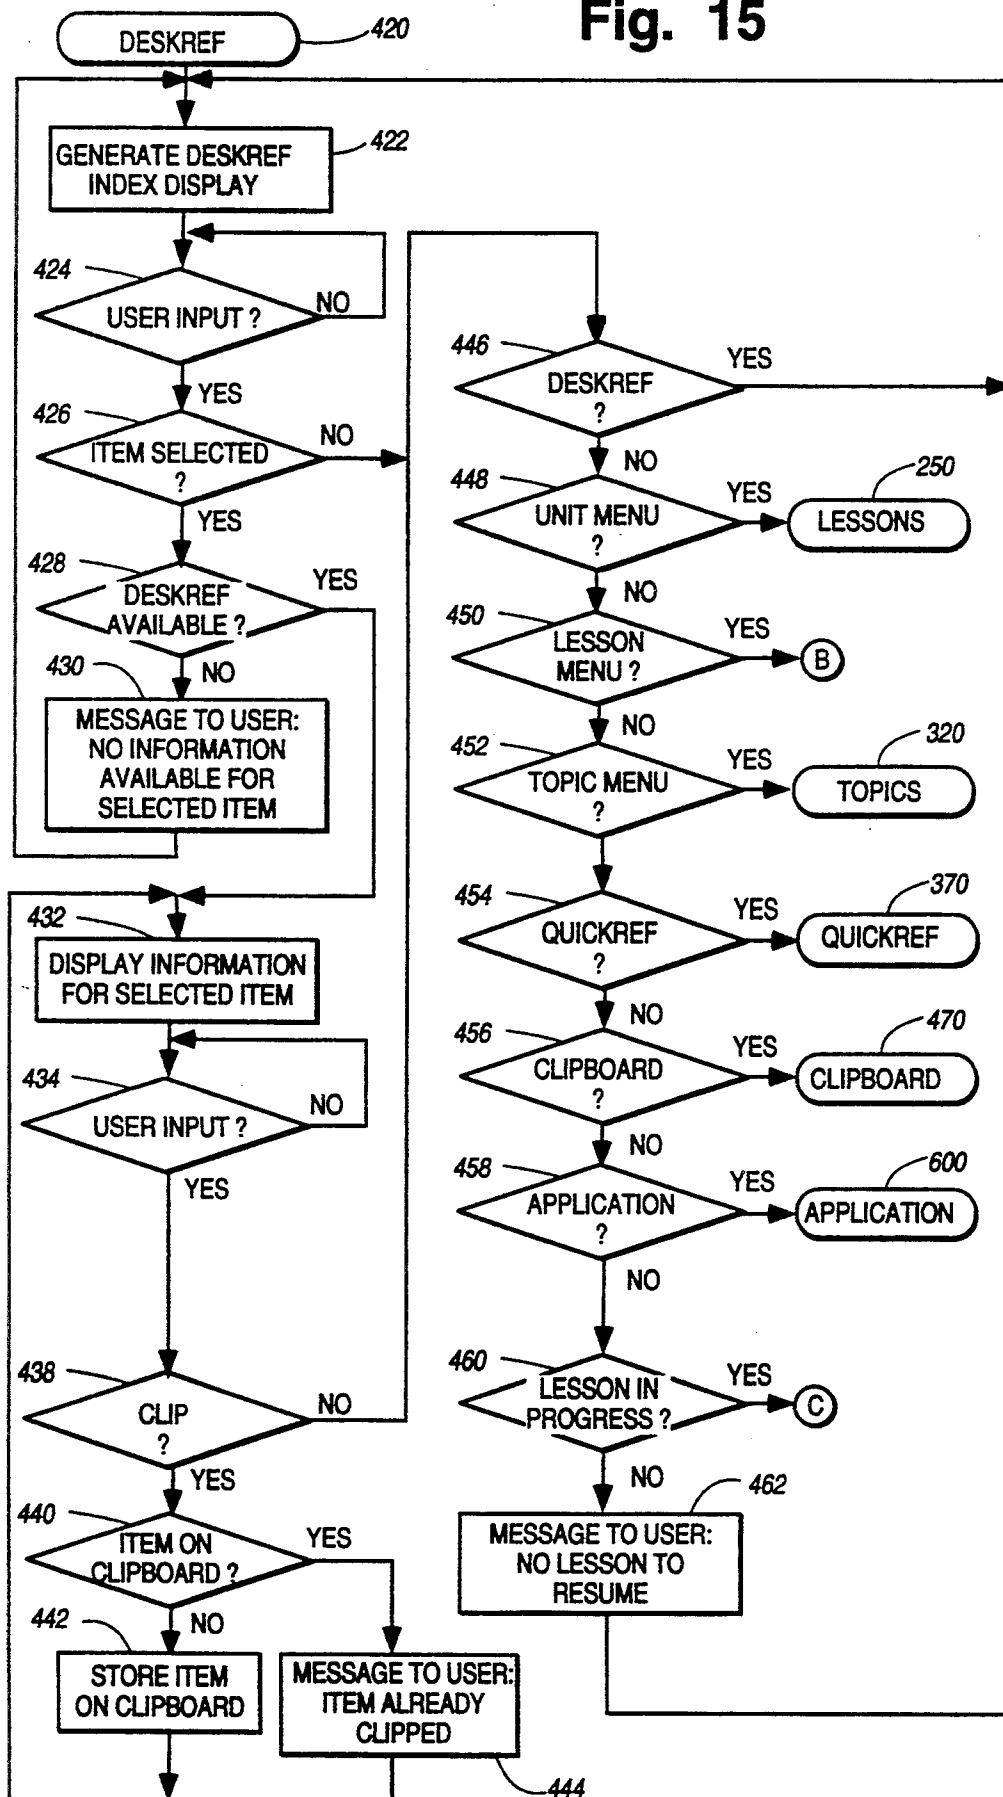 Fig. 15
DESKREF
420
GENERATE DESKREF
INDEX DISPLAY
422
424
USER INPUT ?
NO
YES
426
ITEM SELECTED
?
NO
YES
428
DESKREF
AVAILABLE ?
YES
NO
430
MESSAGE TO USER:
NO INFORMATION
AVAILABLE FOR
SELECTED ITEM
432
DISPLAY INFORMATION
FOR SELECTED ITEM
434
USER INPUT ?
NO
YES
438
CLIP
?
NO
YES
440
ITEM ON
CLIPBOARD ?
YES
NO
442
STORE ITEM
ON CLIPBOARD
MESSAGE TO USER:
ITEM ALREADY
CLIPPED
444
446
DESKREF
?
YES
NO
448
UNIT MENU
?
YES
250
LESSONS
NO
450
LESSON
MENU ?
YES
B
NO
452
TOPIC MENU
?
YES
320
TOPICS
454
QUICKREF
?
YES
370
QUICKREF
NO
456
CLIPBOARD
?
YES
470
CLIPBOARD
NO
458
APPLICATION
?
YES
600
APPLICATION
NO
460
LESSON IN
PROGRESS ?
YES
C
NO
462
MESSAGE TO USER:
NO LESSON TO
RESUME